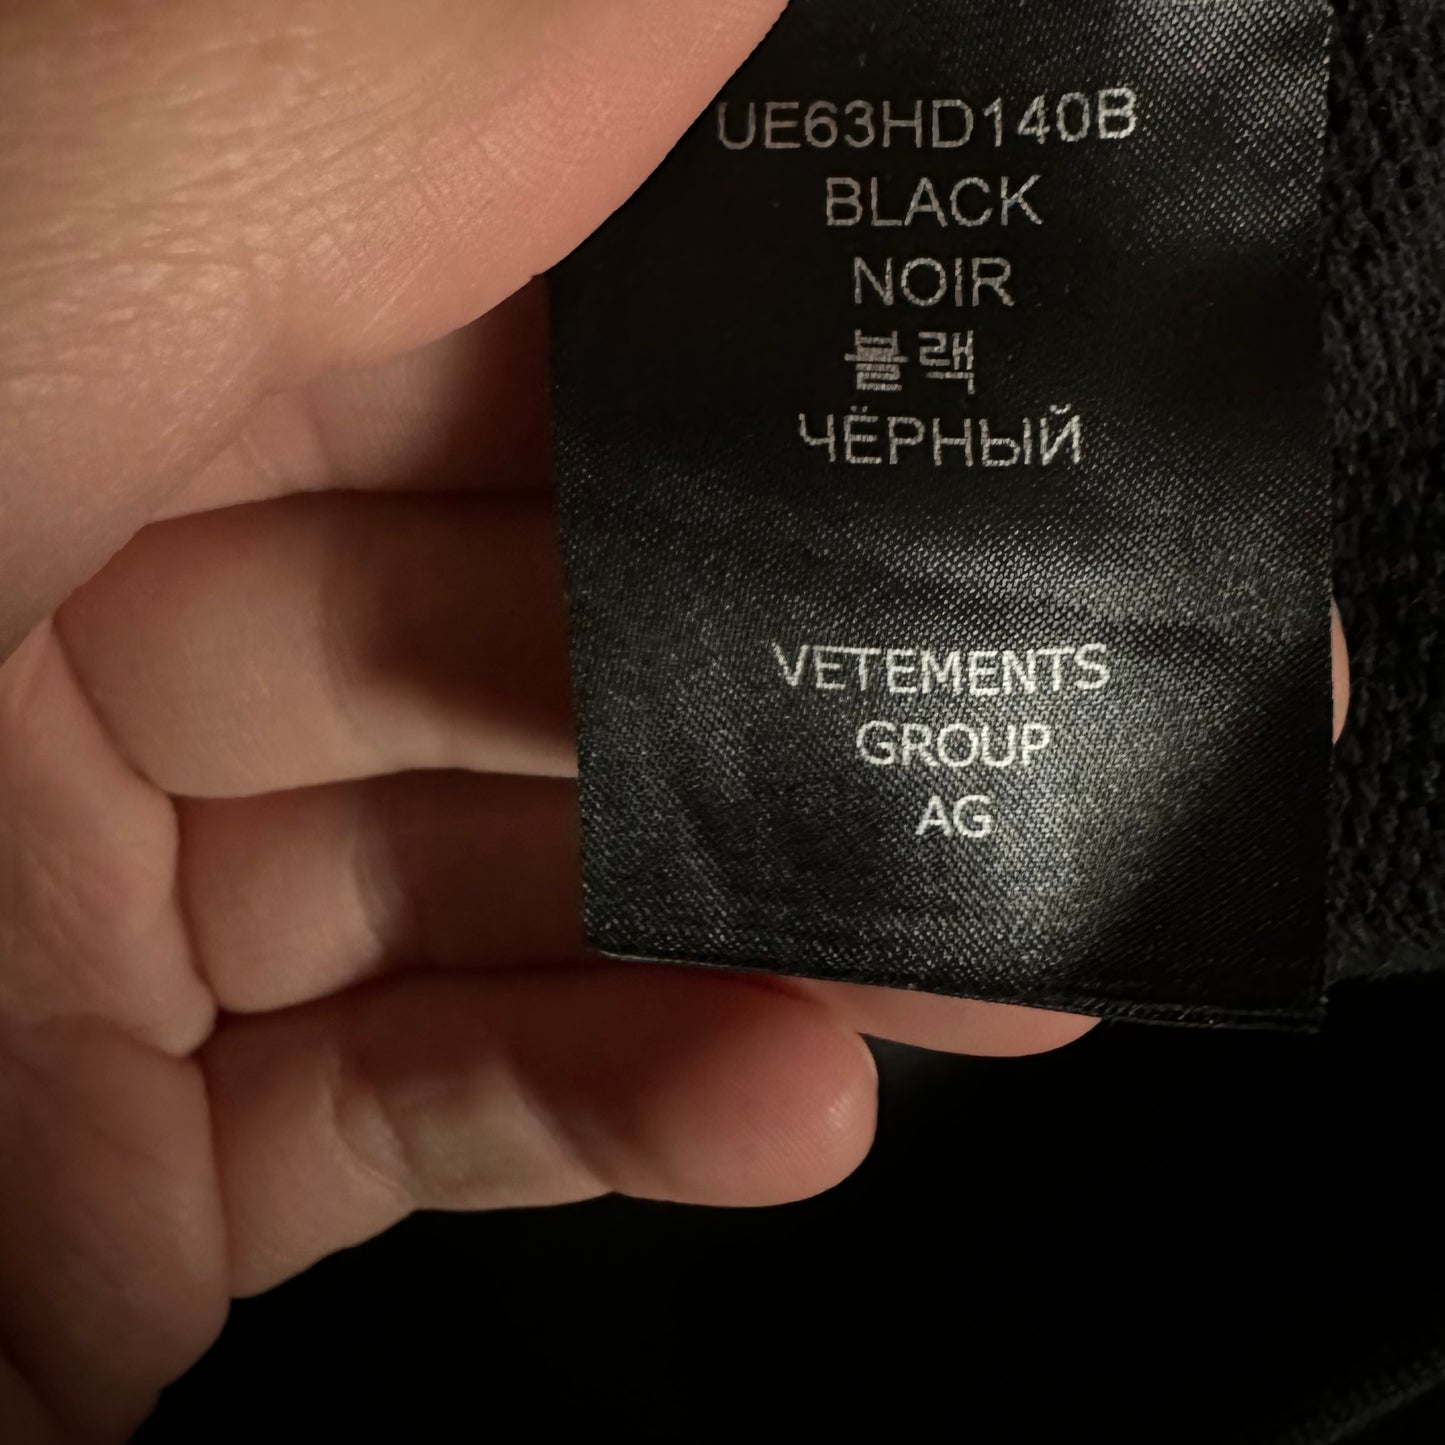 UE63HD140B
BLACK
NOIR
블랙
ЧЁРНЫЙ
VETEMENTS
GROUP
AG